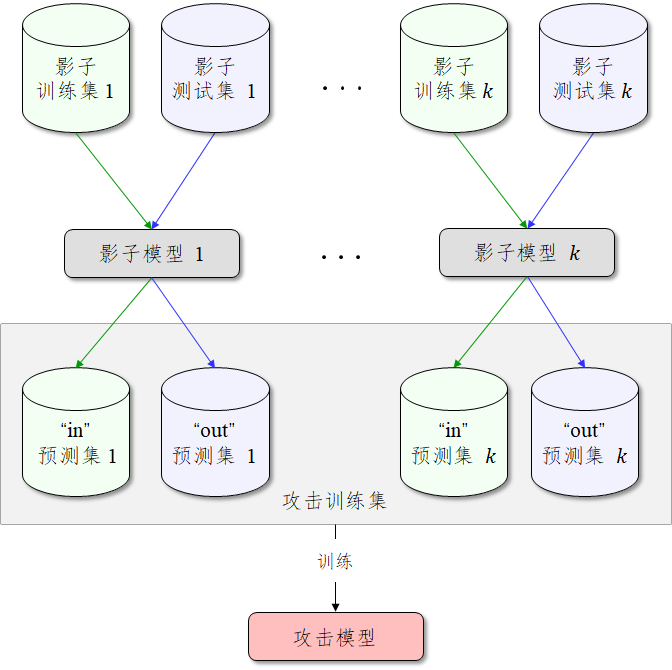 影子
训练集 1
影子
测试集 1
...
影子
训练集 k
影子
测试集 k
影子模型 1
...
影子模型 k
“in”
预测集 1
“out”
预测集 1
“in”
预测集 k
“out”
预测集 k
攻击训练集
训练
攻击模型